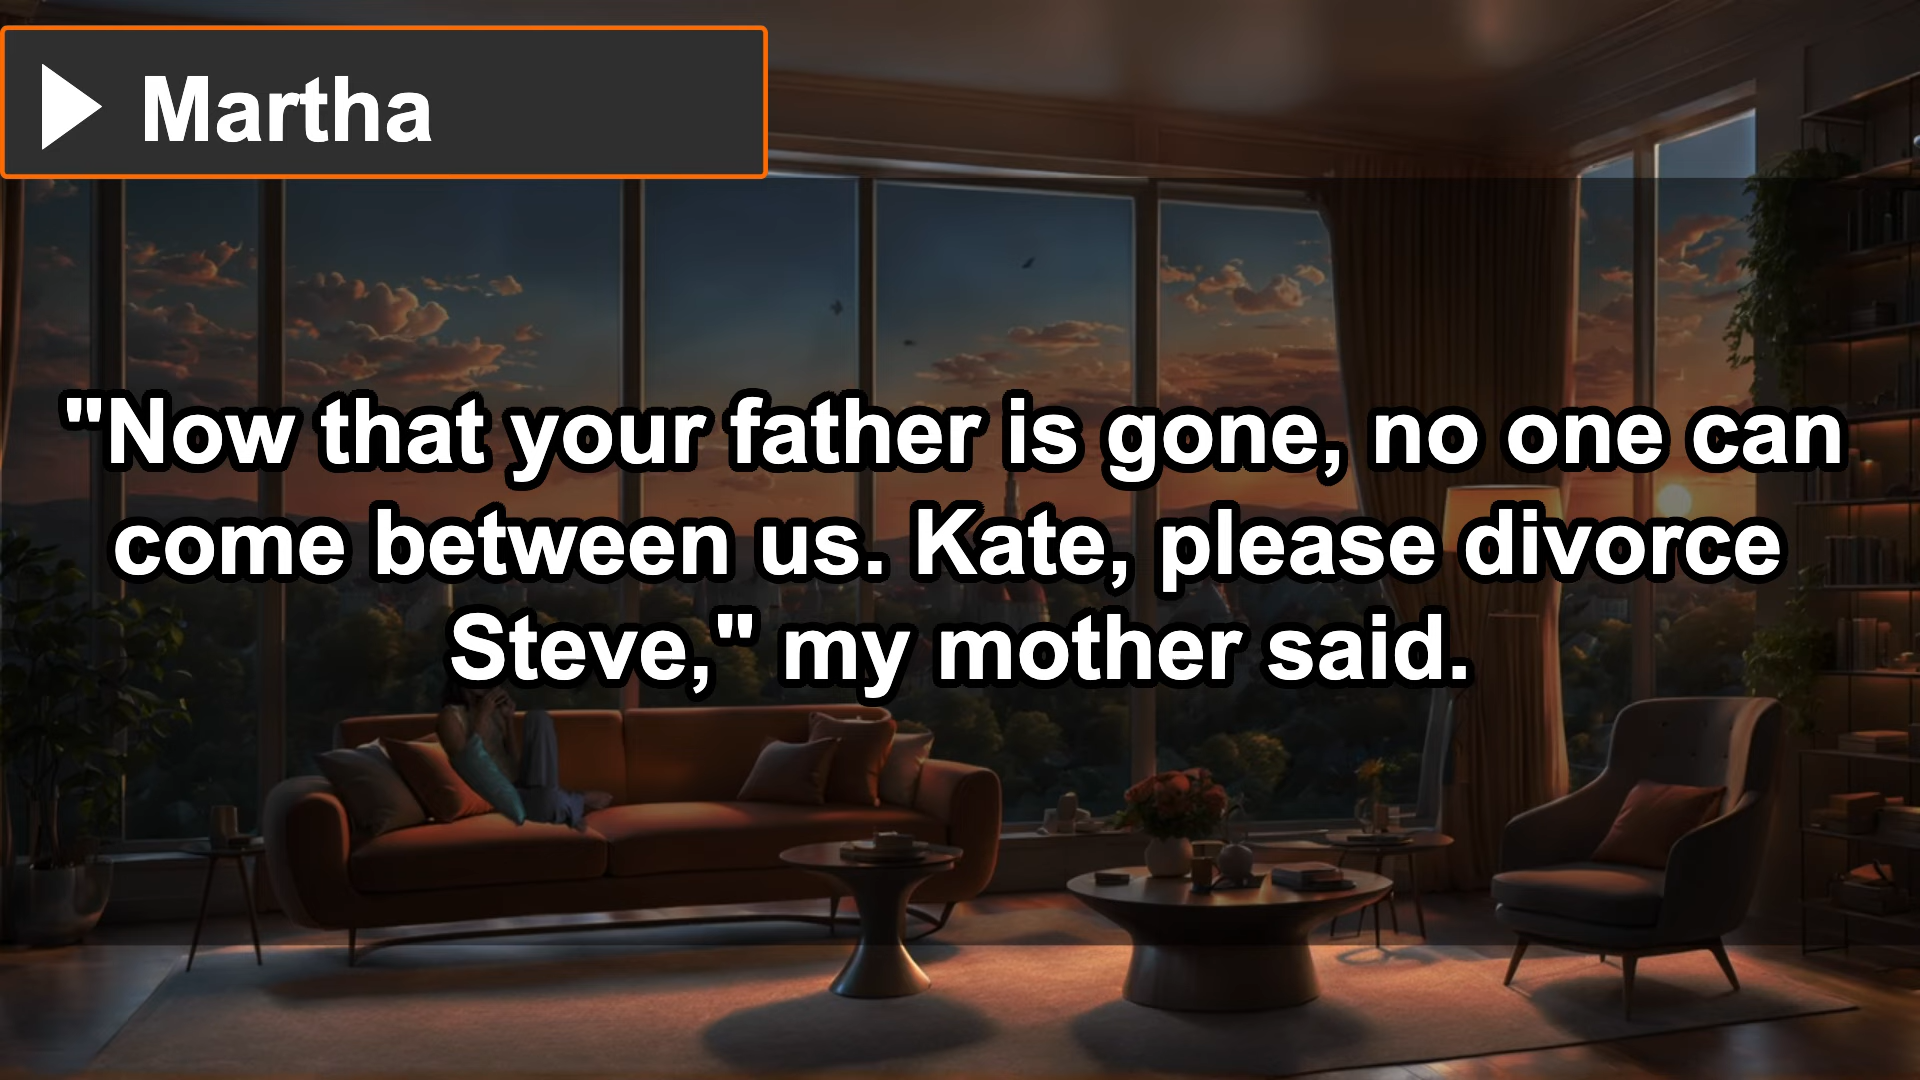 Martha
"Now that your father is gone, no one can
come between us. Kate, please divorce
Steve," my mother said.